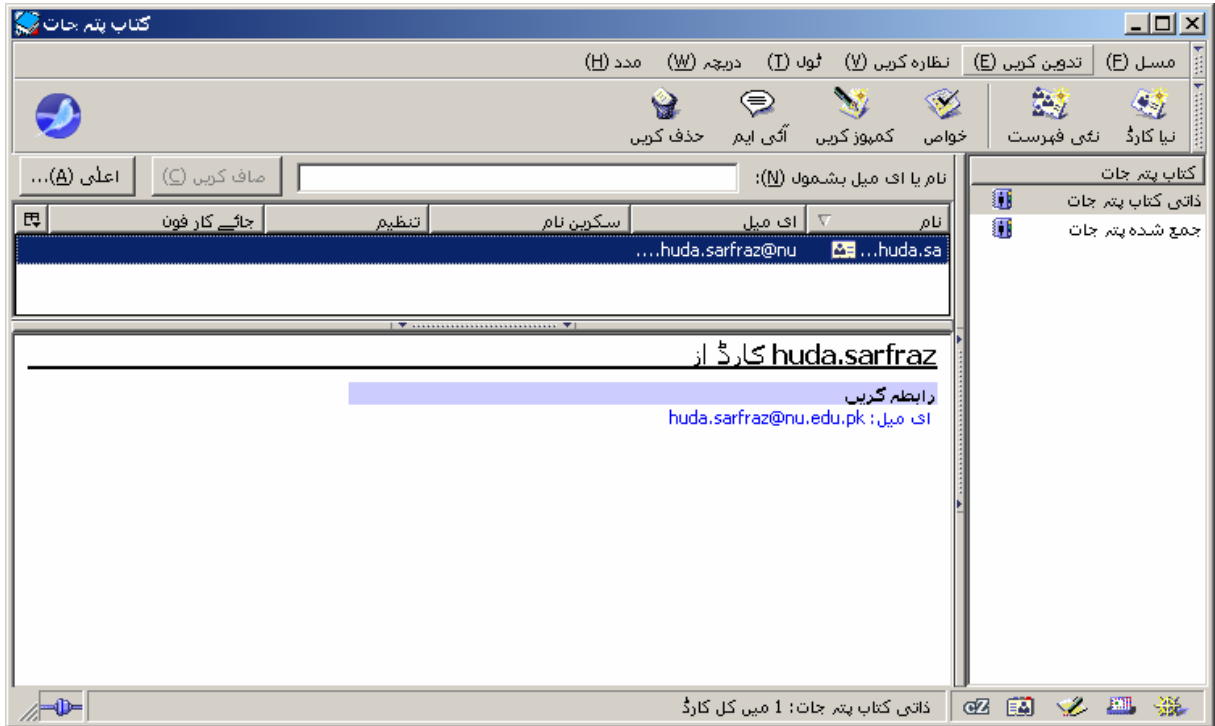 کتاب پتہ جات
مسل (F) تدوین کریں (E) نظارہ کریں (V) ٹول (T) دریچہ (W) مدد (H)
نیا کارڈ نئی فہرست خواص کمپوز کریں آئی ایم حذف کریں
کتاب پتہ جات
ذاتی کتاب پتہ جات
جمع شدہ پتہ جات
نام یا ای میل بشمول (N): صاف کریں (C) اعلٰی (A)...
نام ای میل سکرین نام تنظیم جائے کار فون
huda.sa... huda.sarfraz@nu....
huda.sarfraz کارڈ از
رابطہ کریں
ای میل: huda.sarfraz@nu.edu.pk
cZ ذاتی کتاب پتہ جات: 1 میں کل کارڈ